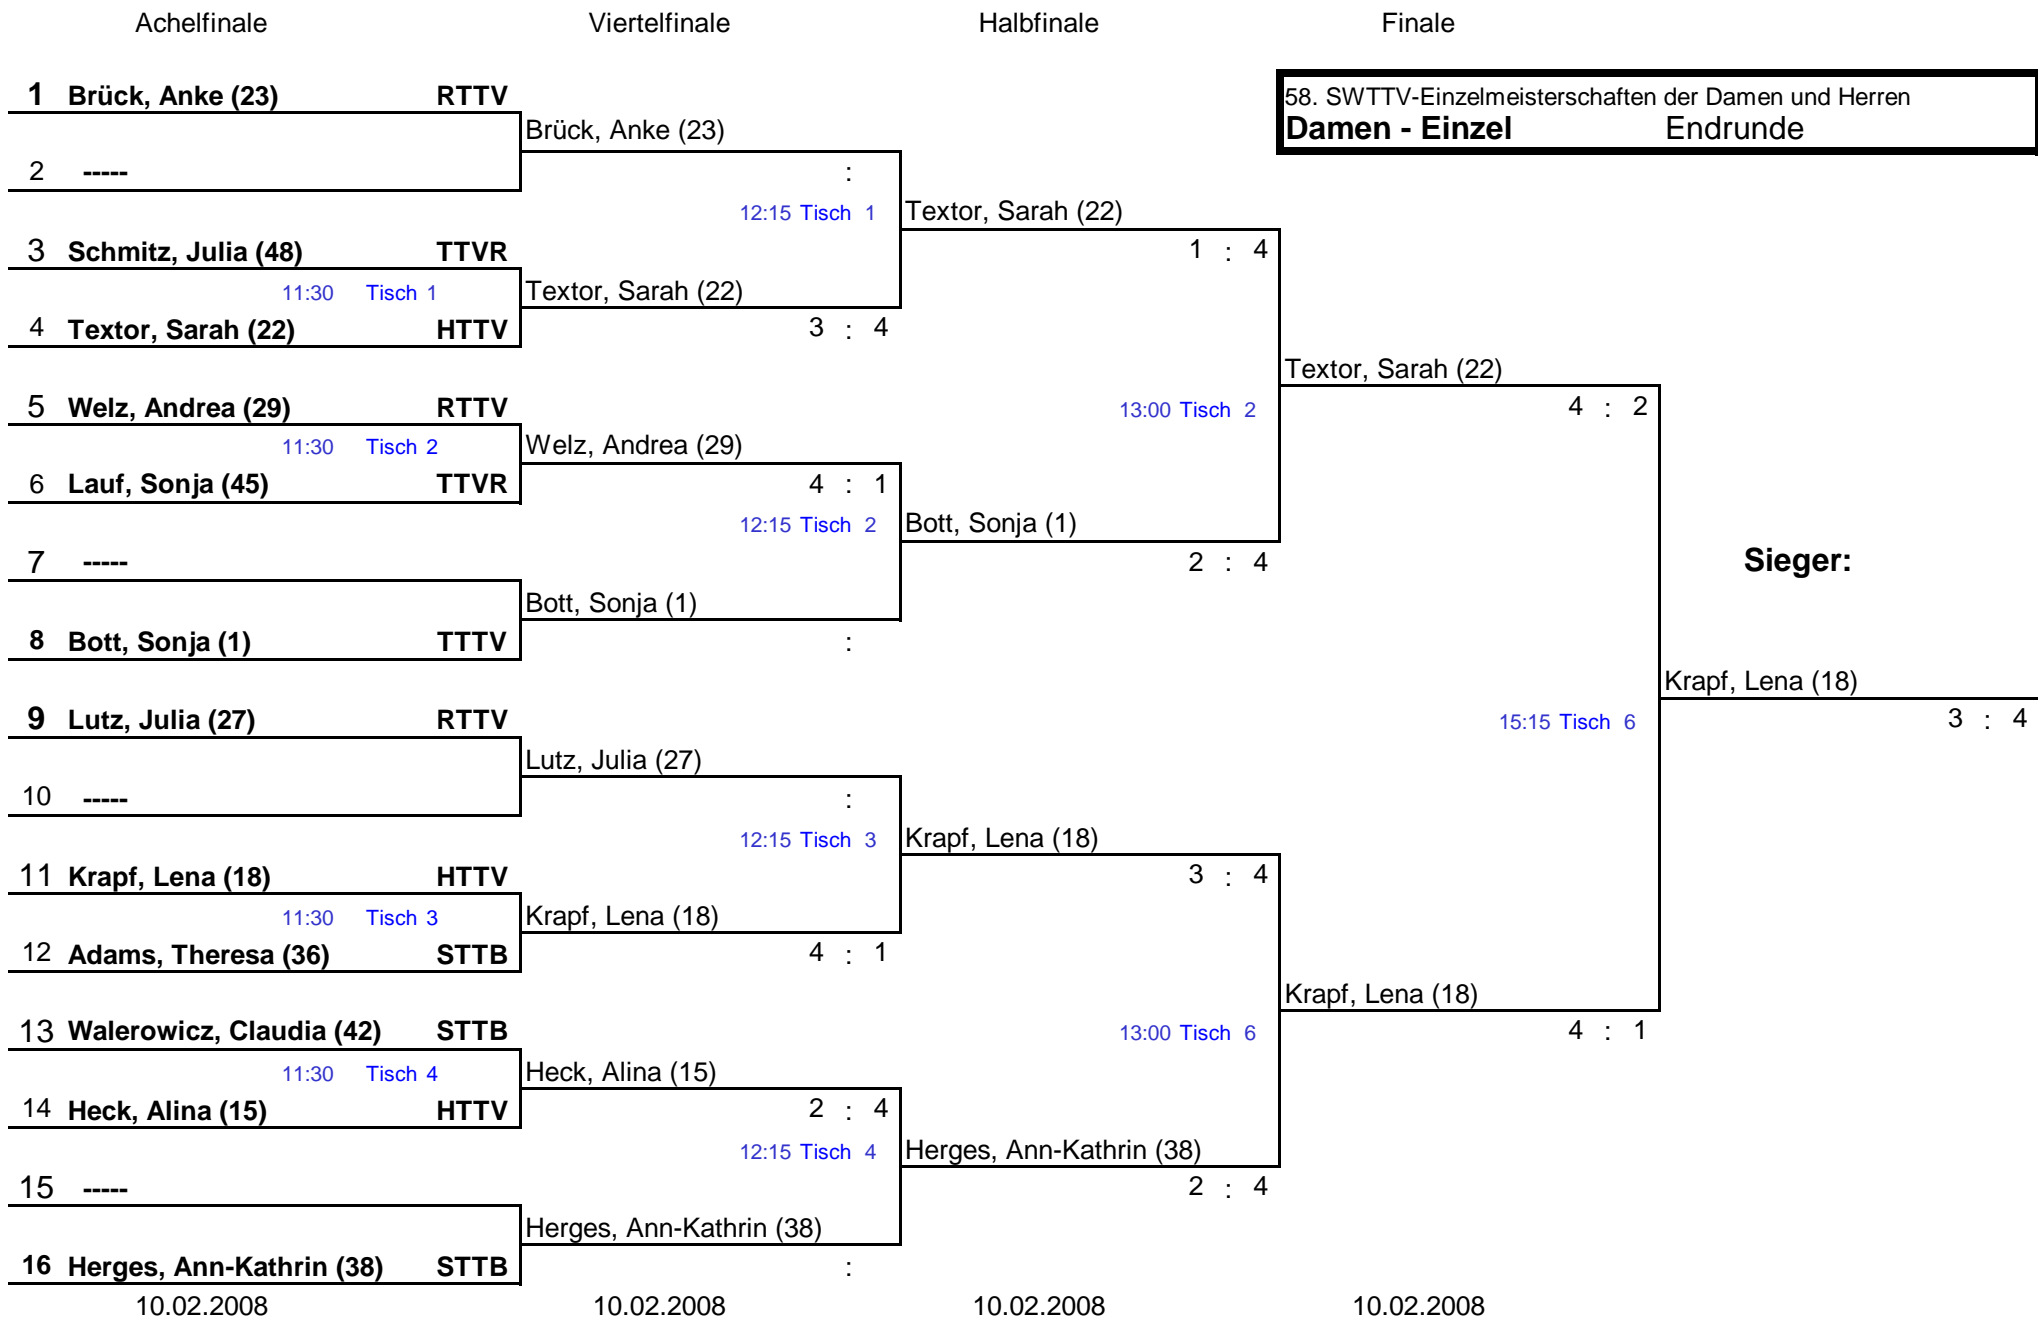 Achelfinale Viertelfinale Halbfinale Finale
58. SWTTV-Einzelmeisterschaften der Damen und Herren
Damen - Einzel Endrunde
1 Brück, Anke (23) RTTV
Brück, Anke (23)
2 ----- :
12:15 Tisch 1 Textor, Sarah (22)
3 Schmitz, Julia (48) TTVR 1 : 4
11:30 Tisch 1 Textor, Sarah (22)
4 Textor, Sarah (22) HTTV 3 : 4
Textor, Sarah (22)
5 Welz, Andrea (29) RTTV 13:00 Tisch 2 4 : 2
11:30 Tisch 2 Welz, Andrea (29)
6 Lauf, Sonja (45) TTVR 4 : 1
12:15 Tisch 2 Bott, Sonja (1)
7 ----- 2 : 4 Sieger:
Bott, Sonja (1)
8 Bott, Sonja (1) TTTV :
Krapf, Lena (18)
9 Lutz, Julia (27) RTTV 15:15 Tisch 6 3 : 4
Lutz, Julia (27)
10 ----- :
12:15 Tisch 3 Krapf, Lena (18)
11 Krapf, Lena (18) HTTV 3 : 4
11:30 Tisch 3 Krapf, Lena (18)
12 Adams, Theresa (36) STTB 4 : 1
Krapf, Lena (18)
13 Walerowicz, Claudia (42) STTB 13:00 Tisch 6 4 : 1
11:30 Tisch 4 Heck, Alina (15)
14 Heck, Alina (15) HTTV 2 : 4
12:15 Tisch 4 Herges, Ann-Kathrin (38)
15 ----- 2 : 4
Herges, Ann-Kathrin (38)
16 Herges, Ann-Kathrin (38) STTB :
10.02.2008 10.02.2008 10.02.2008 10.02.2008